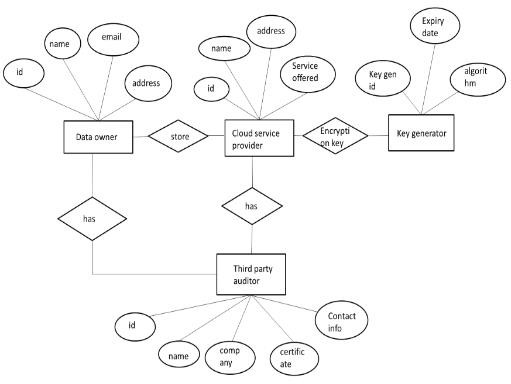 id
name
email
address
id
name
address
Service
offered
Key gen
id
Expiry
date
algorit
hm
Data owner
store
Cloud service
provider
Encrypti
on key
Key generator
has
has
Third party
auditor
id
name
comp
any
certific
ate
Contact
info